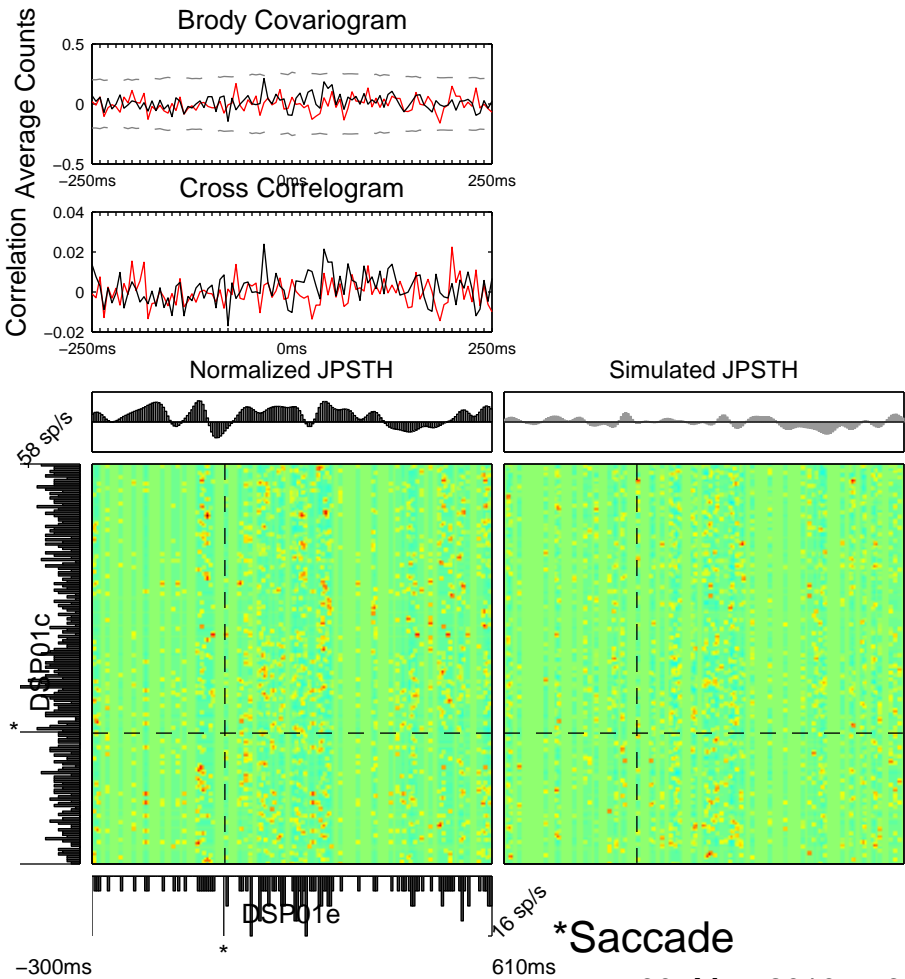 Brody Covariogram
Average Counts
0.5
0
−0.5
−250ms
0ms
250ms
Cross Correlogram
Correlation
0.04
0.02
0
−0.02
−250ms
0ms
250ms
Normalized JPSTH
Simulated JPSTH
58 sp/s
DSP01c
*
DSP01e
16 sp/s
*
*Saccade
−300ms
610ms